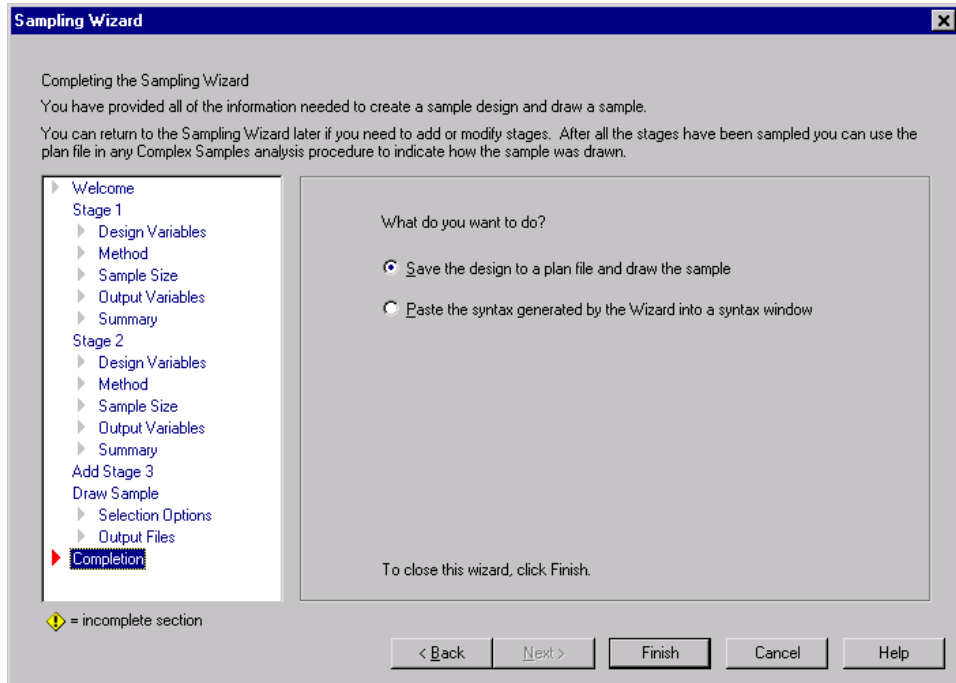 Sampling Wizard
Completing the Sampling Wizard
You have provided all of the information needed to create a sample design and draw a sample.
You can return to the Sampling Wizard later if you need to add or modify stages.  After all the stages have been sampled you can use the
plan file in any Complex Samples analysis procedure to indicate how the sample was drawn.
Welcome
Stage 1
Design Variables
Method
Sample Size
Output Variables
Summary
Stage 2
Design Variables
Method
Sample Size
Output Variables
Summary
Add Stage 3
Draw Sample
Selection Options
Output Files
Completion
What do you want to do?
Save the design to a plan file and draw the sample
Paste the syntax generated by the Wizard into a syntax window
To close this wizard, click Finish.
! = incomplete section
< Back
Next >
Finish
Cancel
Help